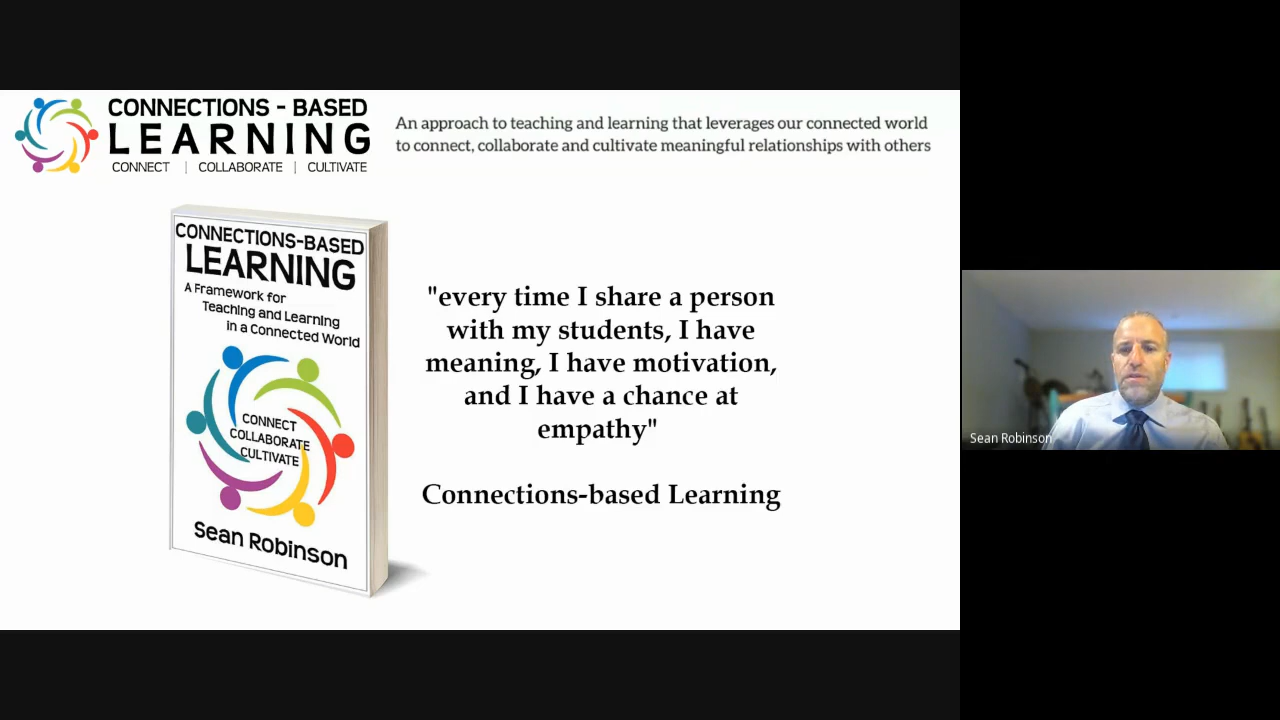 CONNECTIONS - BASED
LEARNING
CONNECT | COLLABORATE | CULTIVATE
An approach to teaching and learning that leverages our connected world
to connect, collaborate and cultivate meaningful relationships with others
CONNECTIONS-BASED
LEARNING
A Framework for
Teaching and Learning
in a Connected World
CONNECT
COLLABORATE
CULTIVATE
Sean Robinson
"every time I share a person
with my students, I have
meaning, I have motivation,
and I have a chance at
empathy"
Connections-based Learning
Sean Robinson